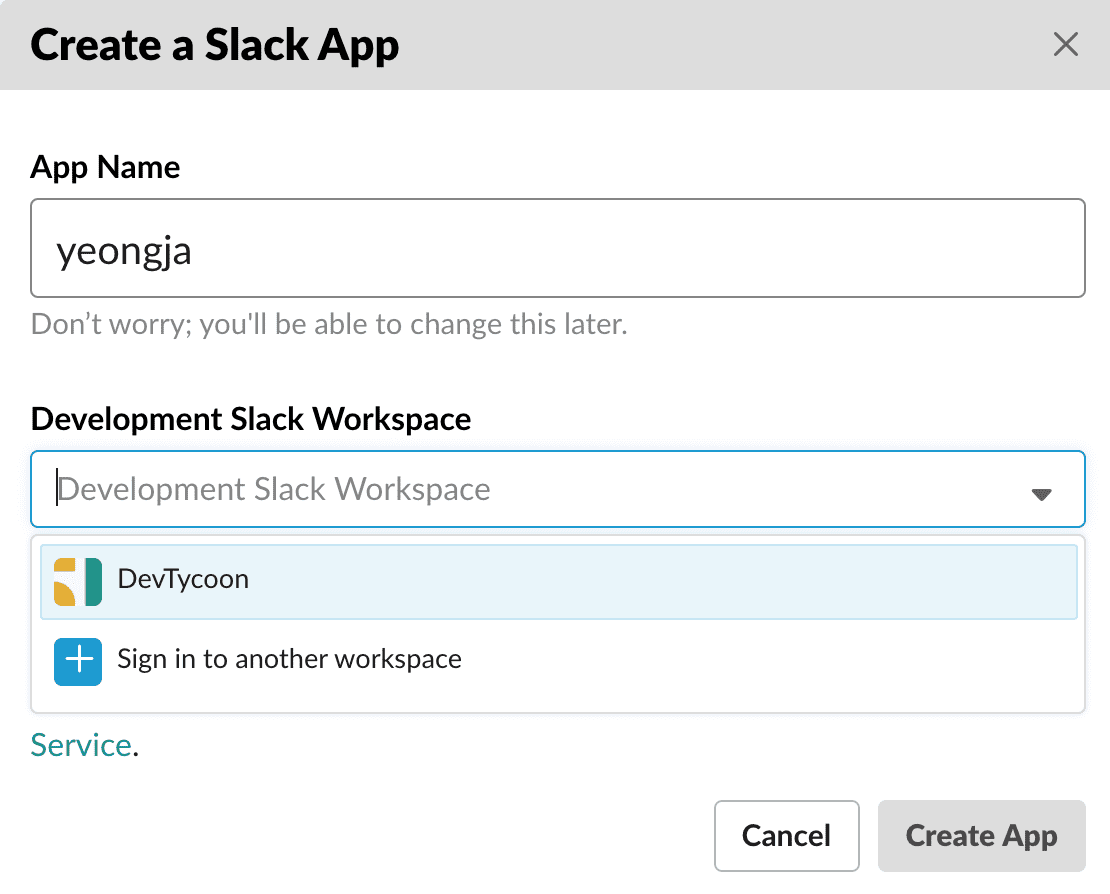 Create a Slack App
App Name
yeongja
Don’t worry; you'll be able to change this later.
Development Slack Workspace
Development Slack Workspace
DevTycoon
Sign in to another workspace
Service.
Cancel
Create App